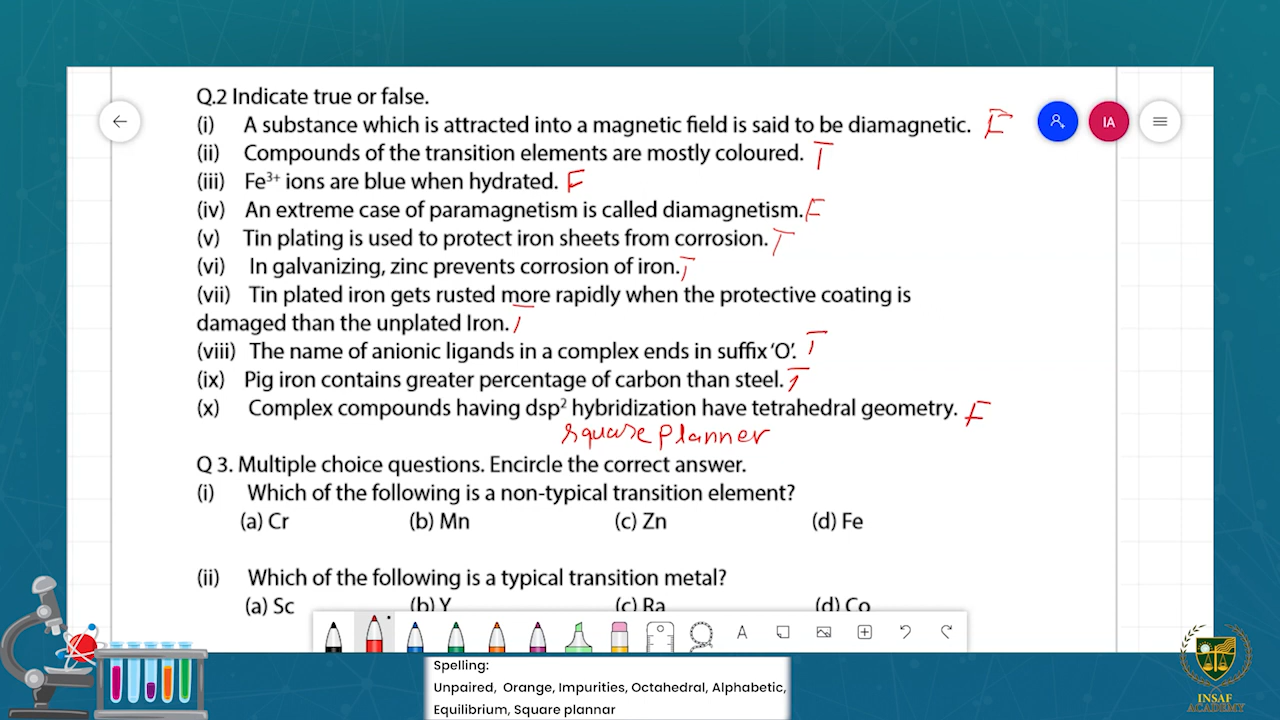 Q.2 Indicate true or false.
(i) A substance which is attracted into a magnetic field is said to be diamagnetic. F
IA
(ii) Compounds of the transition elements are mostly coloured. T
(iii) Fe³⁺ ions are blue when hydrated. F
(iv) An extreme case of paramagnetism is called diamagnetism. F
(v) Tin plating is used to protect iron sheets from corrosion. T
(vi) In galvanizing, zinc prevents corrosion of iron. T
(vii) Tin plated iron gets rusted more rapidly when the protective coating is
damaged than the unplated Iron. T
(viii) The name of anionic ligands in a complex ends in suffix ‘O’. T
(ix) Pig iron contains greater percentage of carbon than steel. T
(x) Complex compounds having dsp² hybridization have tetrahedral geometry. F
square planner
Q 3. Multiple choice questions. Encircle the correct answer.
(i) Which of the following is a non-typical transition element?
(a) Cr (b) Mn (c) Zn (d) Fe
(ii) Which of the following is a typical transition metal?
(a) Sc (b) Y (c) Ra (d) Co
A
Spelling:
Unpaired, Orange, Impurities, Octahedral, Alphabetic,
Equilibrium, Square plannar
INSAF
ACADEMY